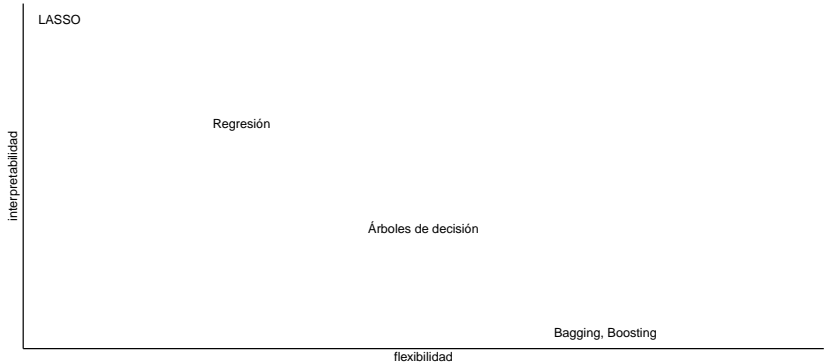 LASSO
Regresión
interpretabilidad
Árboles de decisión
Bagging, Boosting
flexibilidad